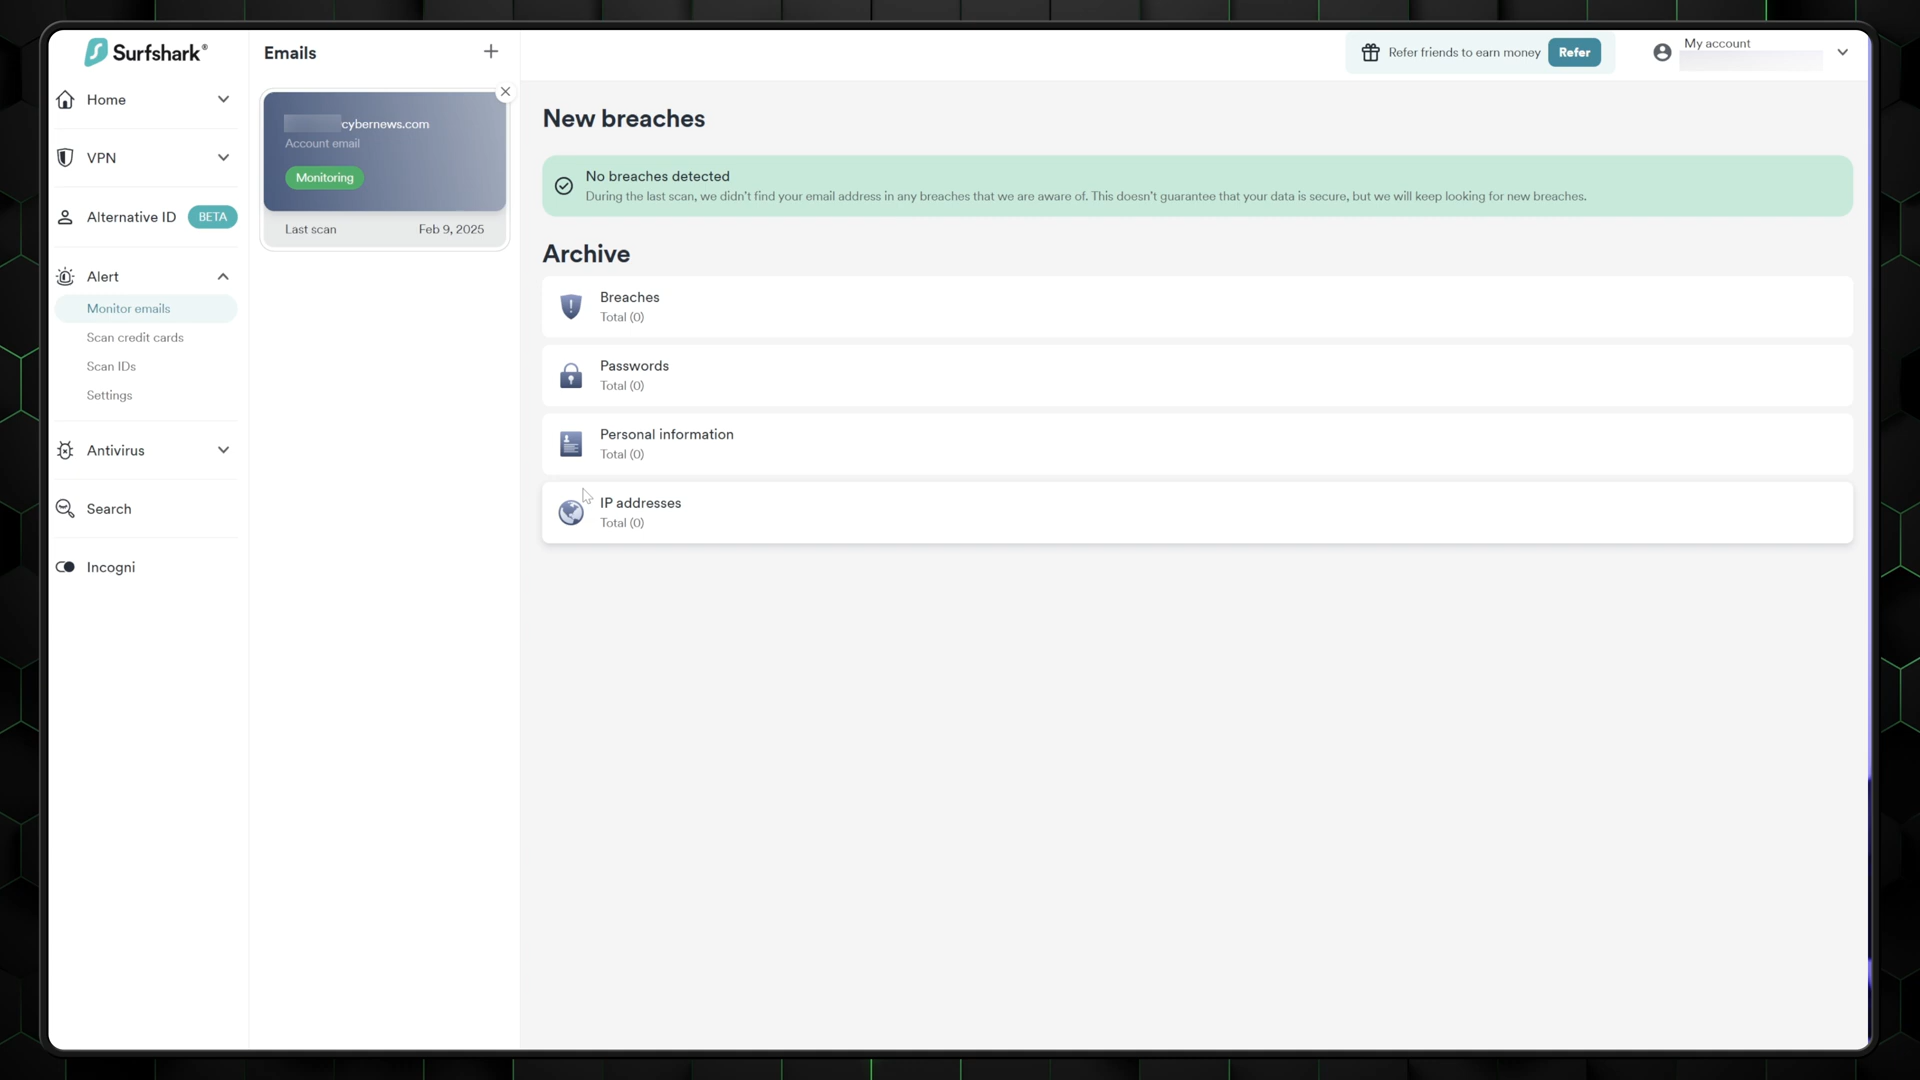 Surfshark®
Home
VPN
Alternative ID BETA
Alert
Monitor emails
Scan credit cards
Scan IDs
Settings
Antivirus
Search
Incogni
Emails
cybernews.com
Account email
Monitoring
Last scan Feb 9, 2025
Refer friends to earn money Refer
My account
New breaches
No breaches detected
During the last scan, we didn't find your email address in any breaches that we are aware of. This doesn't guarantee that your data is secure, but we will keep looking for new breaches.
Archive
Breaches
Total (0)
Passwords
Total (0)
Personal information
Total (0)
IP addresses
Total (0)